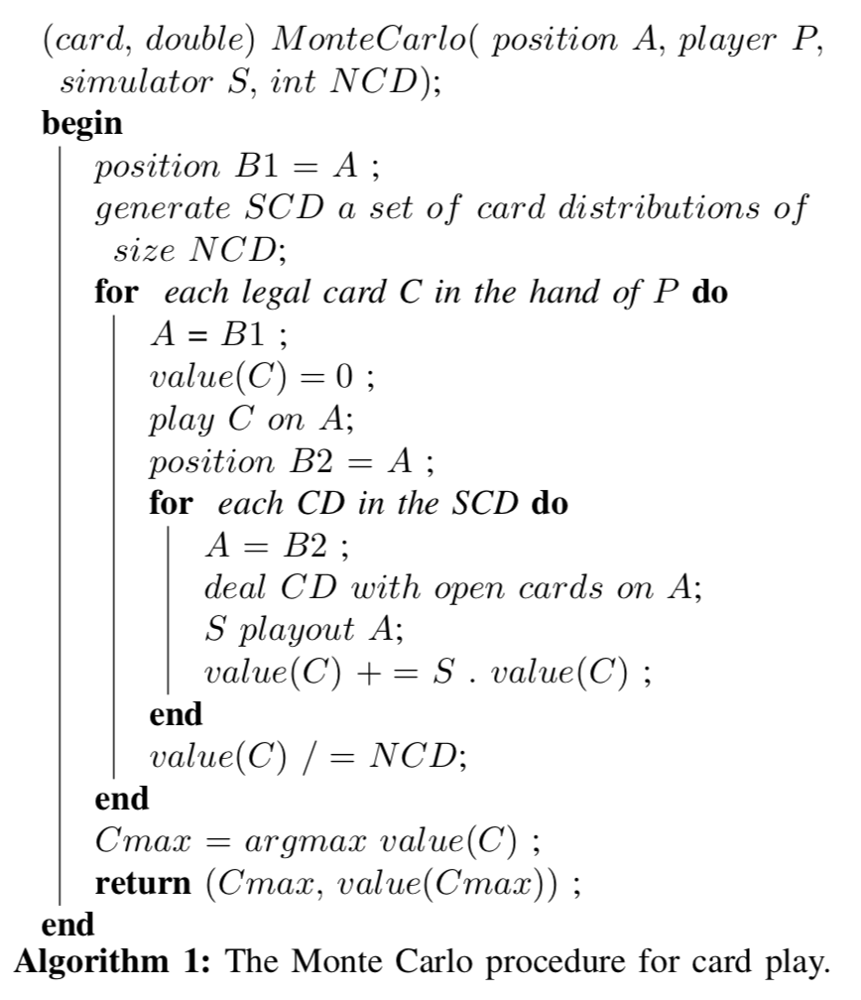 (card, double) MonteCarlo( position A, player P,
simulator S, int NCD);
begin
position B1 = A ;
generate SCD a set of card distributions of
size NCD;
for each legal card C in the hand of P do
A = B1 ;
value(C) = 0 ;
play C on A;
position B2 = A ;
for each CD in the SCD do
A = B2 ;
deal CD with open cards on A;
S playout A;
value(C) + = S . value(C) ;
end
value(C) / = NCD;
end
Cmax = argmax value(C) ;
return (Cmax, value(Cmax)) ;
end
Algorithm 1: The Monte Carlo procedure for card play.